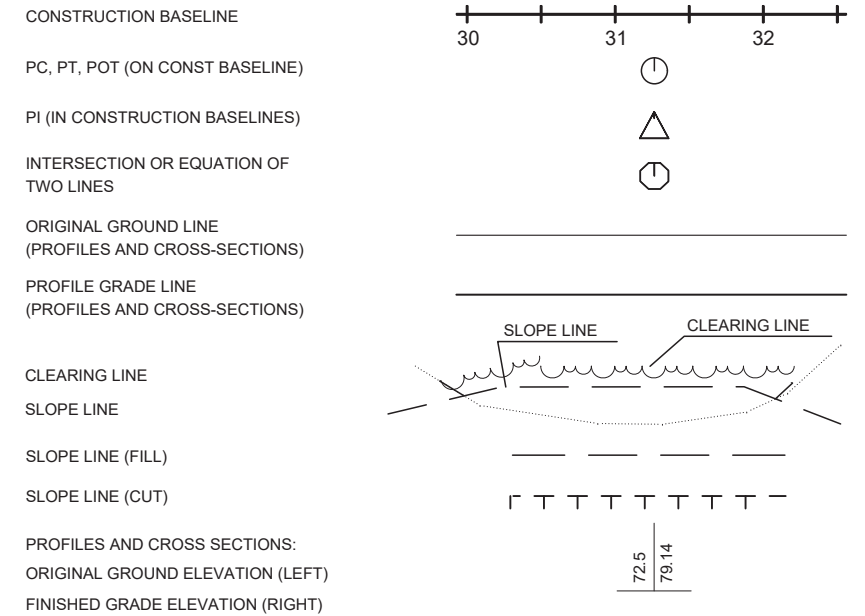 CONSTRUCTION BASELINE
30 31 32
PC, PT, POT (ON CONST BASELINE)
PI (IN CONSTRUCTION BASELINES)
INTERSECTION OR EQUATION OF
TWO LINES
ORIGINAL GROUND LINE
(PROFILES AND CROSS-SECTIONS)
PROFILE GRADE LINE
(PROFILES AND CROSS-SECTIONS)
SLOPE LINE
CLEARING LINE
CLEARING LINE
SLOPE LINE
SLOPE LINE (FILL)
SLOPE LINE (CUT)
PROFILES AND CROSS SECTIONS:
ORIGINAL GROUND ELEVATION (LEFT)
FINISHED GRADE ELEVATION (RIGHT)
72.5
79.14